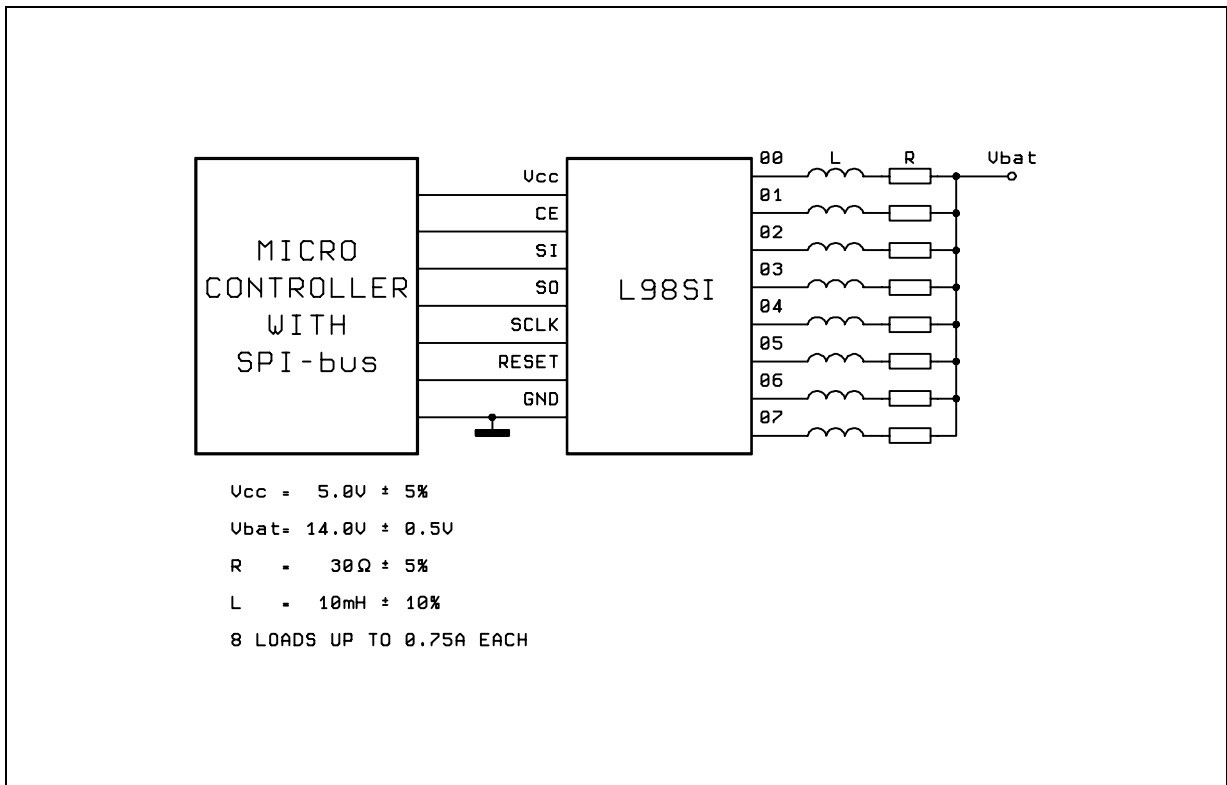 MICRO
CONTROLLER
WITH
SPI-bus
Vcc
CE
SI
SO
SCLK
RESET
GND
L98SI
00
01
02
03
04
05
06
07
L
R
Vbat
Vcc = 5.0V ± 5%
Vbat= 14.0V ± 0.5V
R = 30Ω ± 5%
L = 10mH ± 10%
8 LOADS UP TO 0.75A EACH